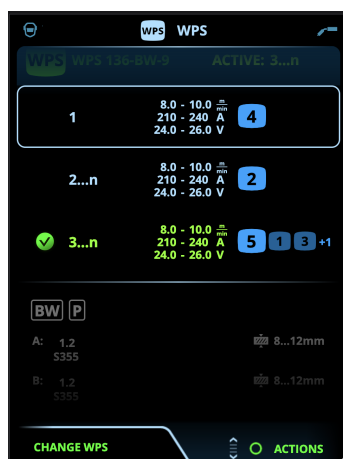 WPS WPS
WPS WPS 136-BW-9 ACTIVE: 3...n
1
8.0 - 10.0 m/min
210 - 240 A
24.0 - 26.0 V
4
2...n
8.0 - 10.0 m/min
210 - 240 A
24.0 - 26.0 V
2
3...n
8.0 - 10.0 m/min
210 - 240 A
24.0 - 26.0 V
5 1 3 +1
BW P
A: 1.2 8...12mm
S355
B: 1.2 8...12mm
S355
CHANGE WPS ACTIONS